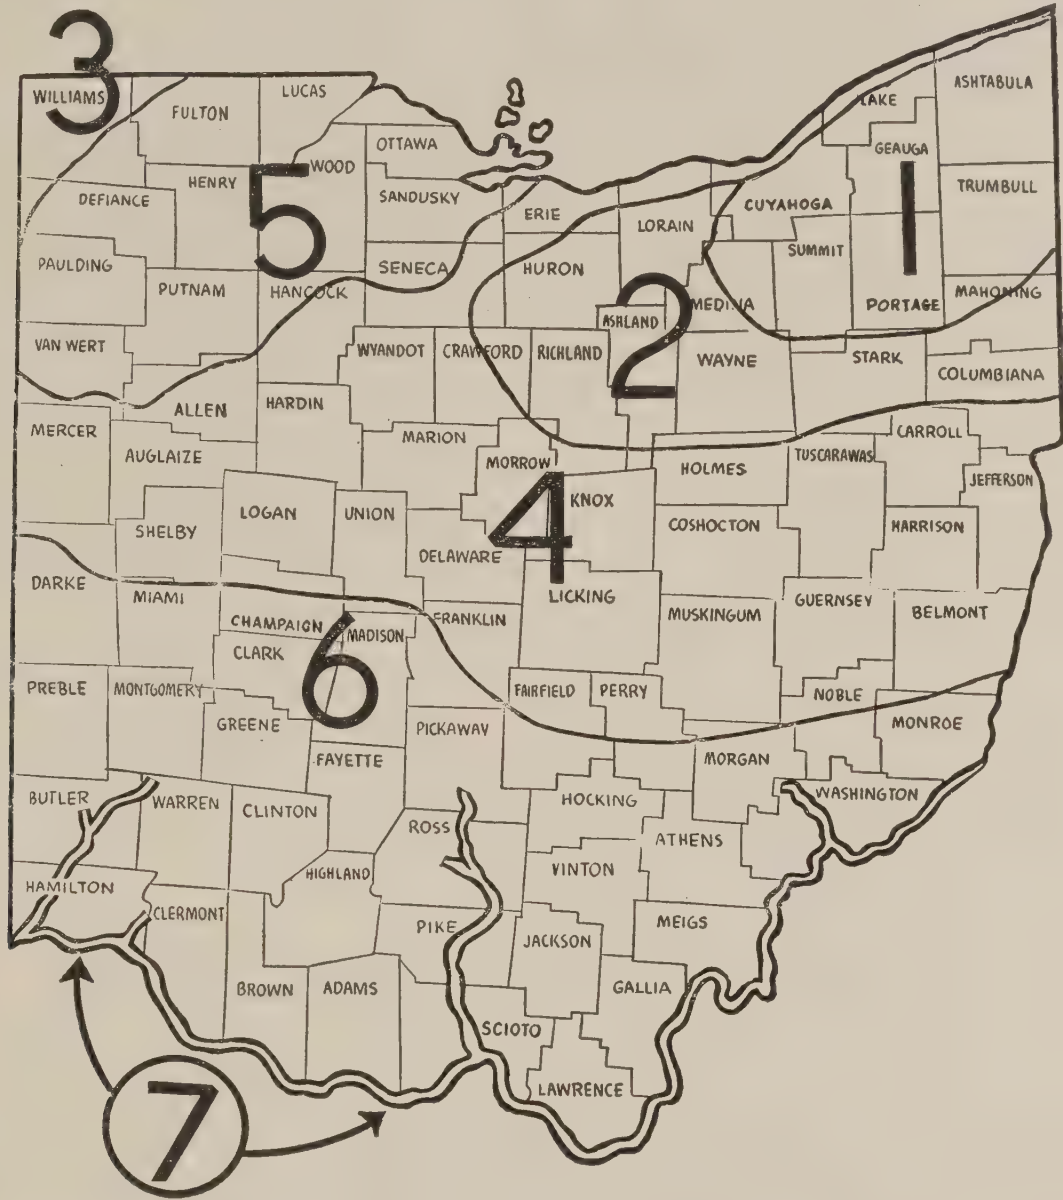 3
WILLIAMS
FULTON
LUCAS
OTTAWA
WOOD
HENRY
5
DEFIANCE
SANDUSKY
ERIE
LORAIN
CUYAHOGA
LAKE
ASHTABULA
GEAUGA
1
TRUMBULL
SUMMIT
PAULDING
PUTNAM
HANCOCK
SENECA
HURON
2
MEDINA
PORTAGE
MAHONING
ASHLAND
VAN WERT
WYANDOT
CRAWFORD
RICHLAND
WAYNE
STARK
COLUMBIANA
ALLEN
HARDIN
MERCER
AUGLAIZE
MARION
MORROW
HOLMES
TUSCARAWAS
CARROLL
JEFFERSON
4
KNOX
LOGAN
UNION
SHELBY
DELAWARE
COSHOCTON
HARRISON
DARKE
MIAMI
LICKING
GUERNSEY
BELMONT
CHAMPAIGN
MADISON
FRANKLIN
MUSKINGUM
CLARK
6
PREBLE
MONTGOMERY
FAIRFIELD
PERRY
NOBLE
GREENE
PICKAWAY
MONROE
FAYETTE
MORGAN
BUTLER
WARREN
CLINTON
HOCKING
WASHINGTON
ROSS
ATHENS
HIGHLAND
VINTON
HAMILTON
CLERMONT
PIKE
MEIGS
JACKSON
BROWN
ADAMS
GALLIA
SCIOTO
LAWRENCE
7